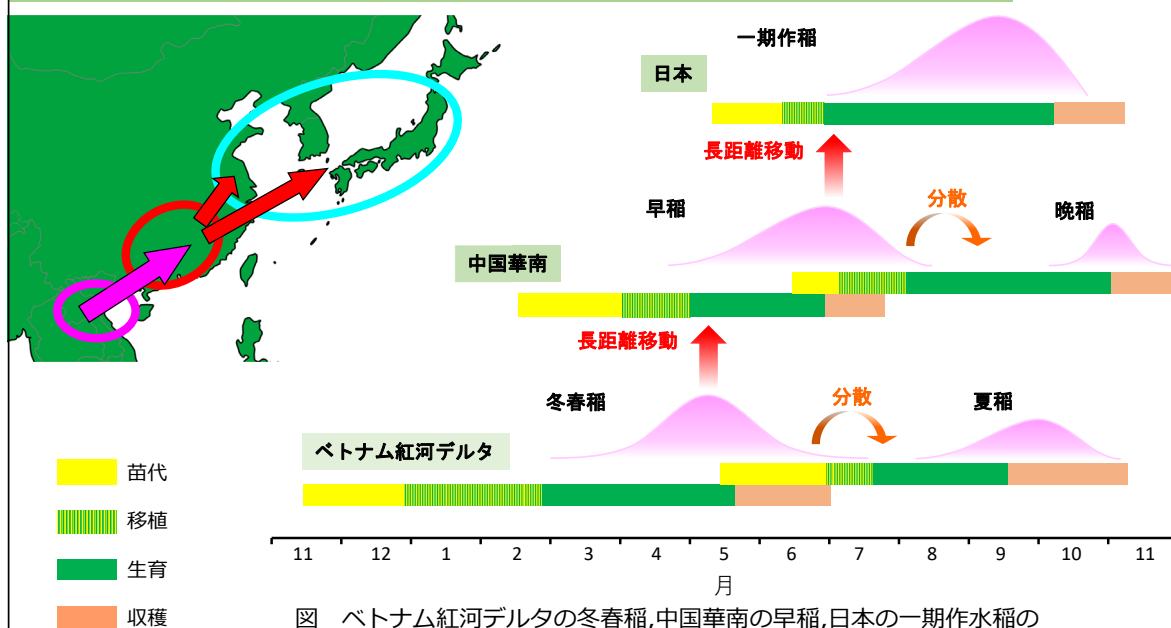 一期作稲
日本
長距離移動
早稲
分散
晩稲
中国華南
長距離移動
冬春稲
分散
夏稲
ベトナム紅河デルタ
苗代
移植
生育
収穫
11 12 1 2 3 4 5 6 7 8 9 10 11
月
図 ベトナム紅河デルタの冬春稲,中国華南の早稲,日本の一期作水稲の